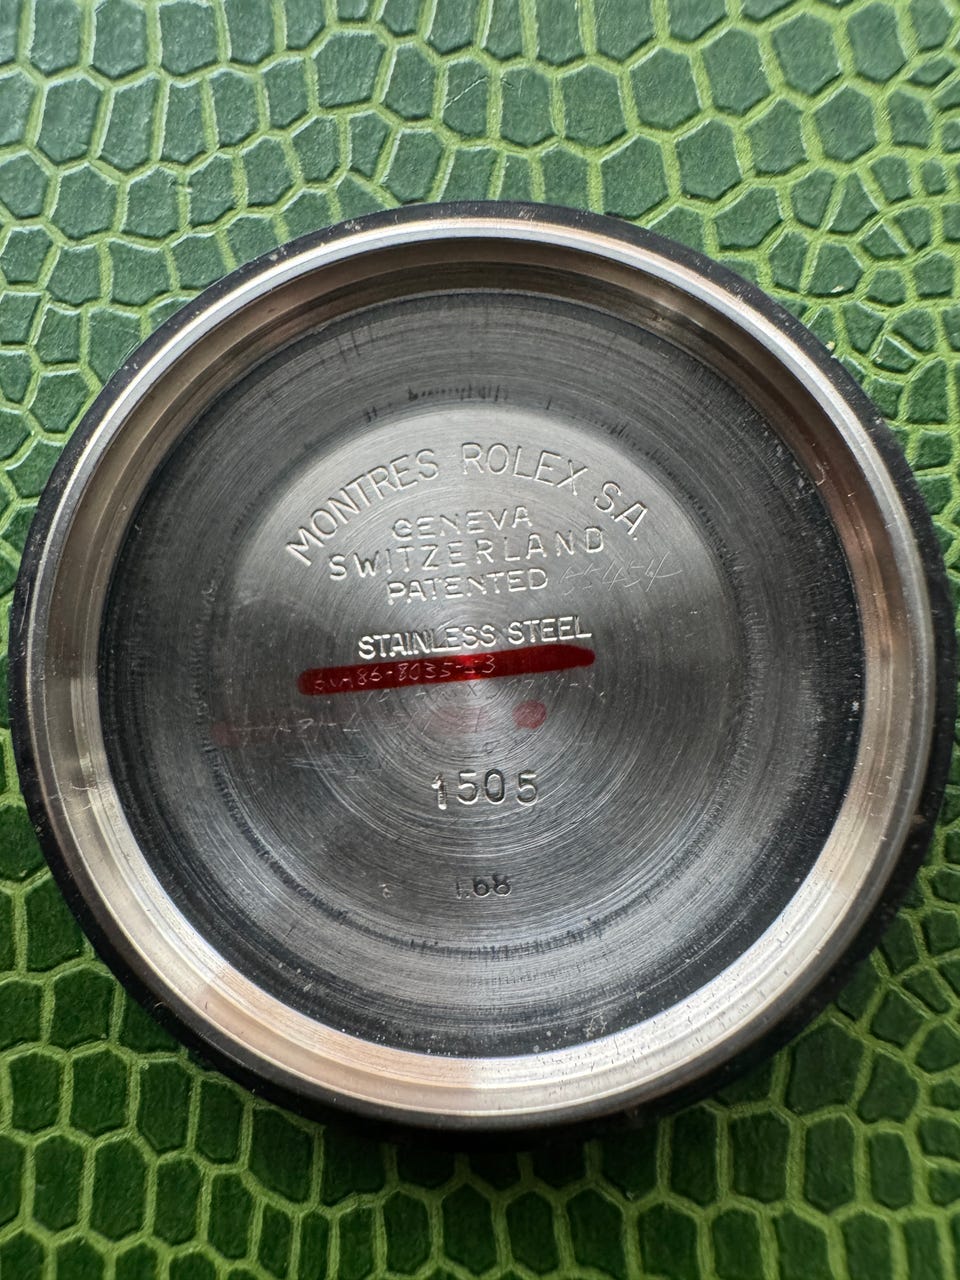 MONTRES ROLEX S.A.
GENEVA
SWITZERLAND
PATENTED
STAINLESS STEEL
1505
I.68